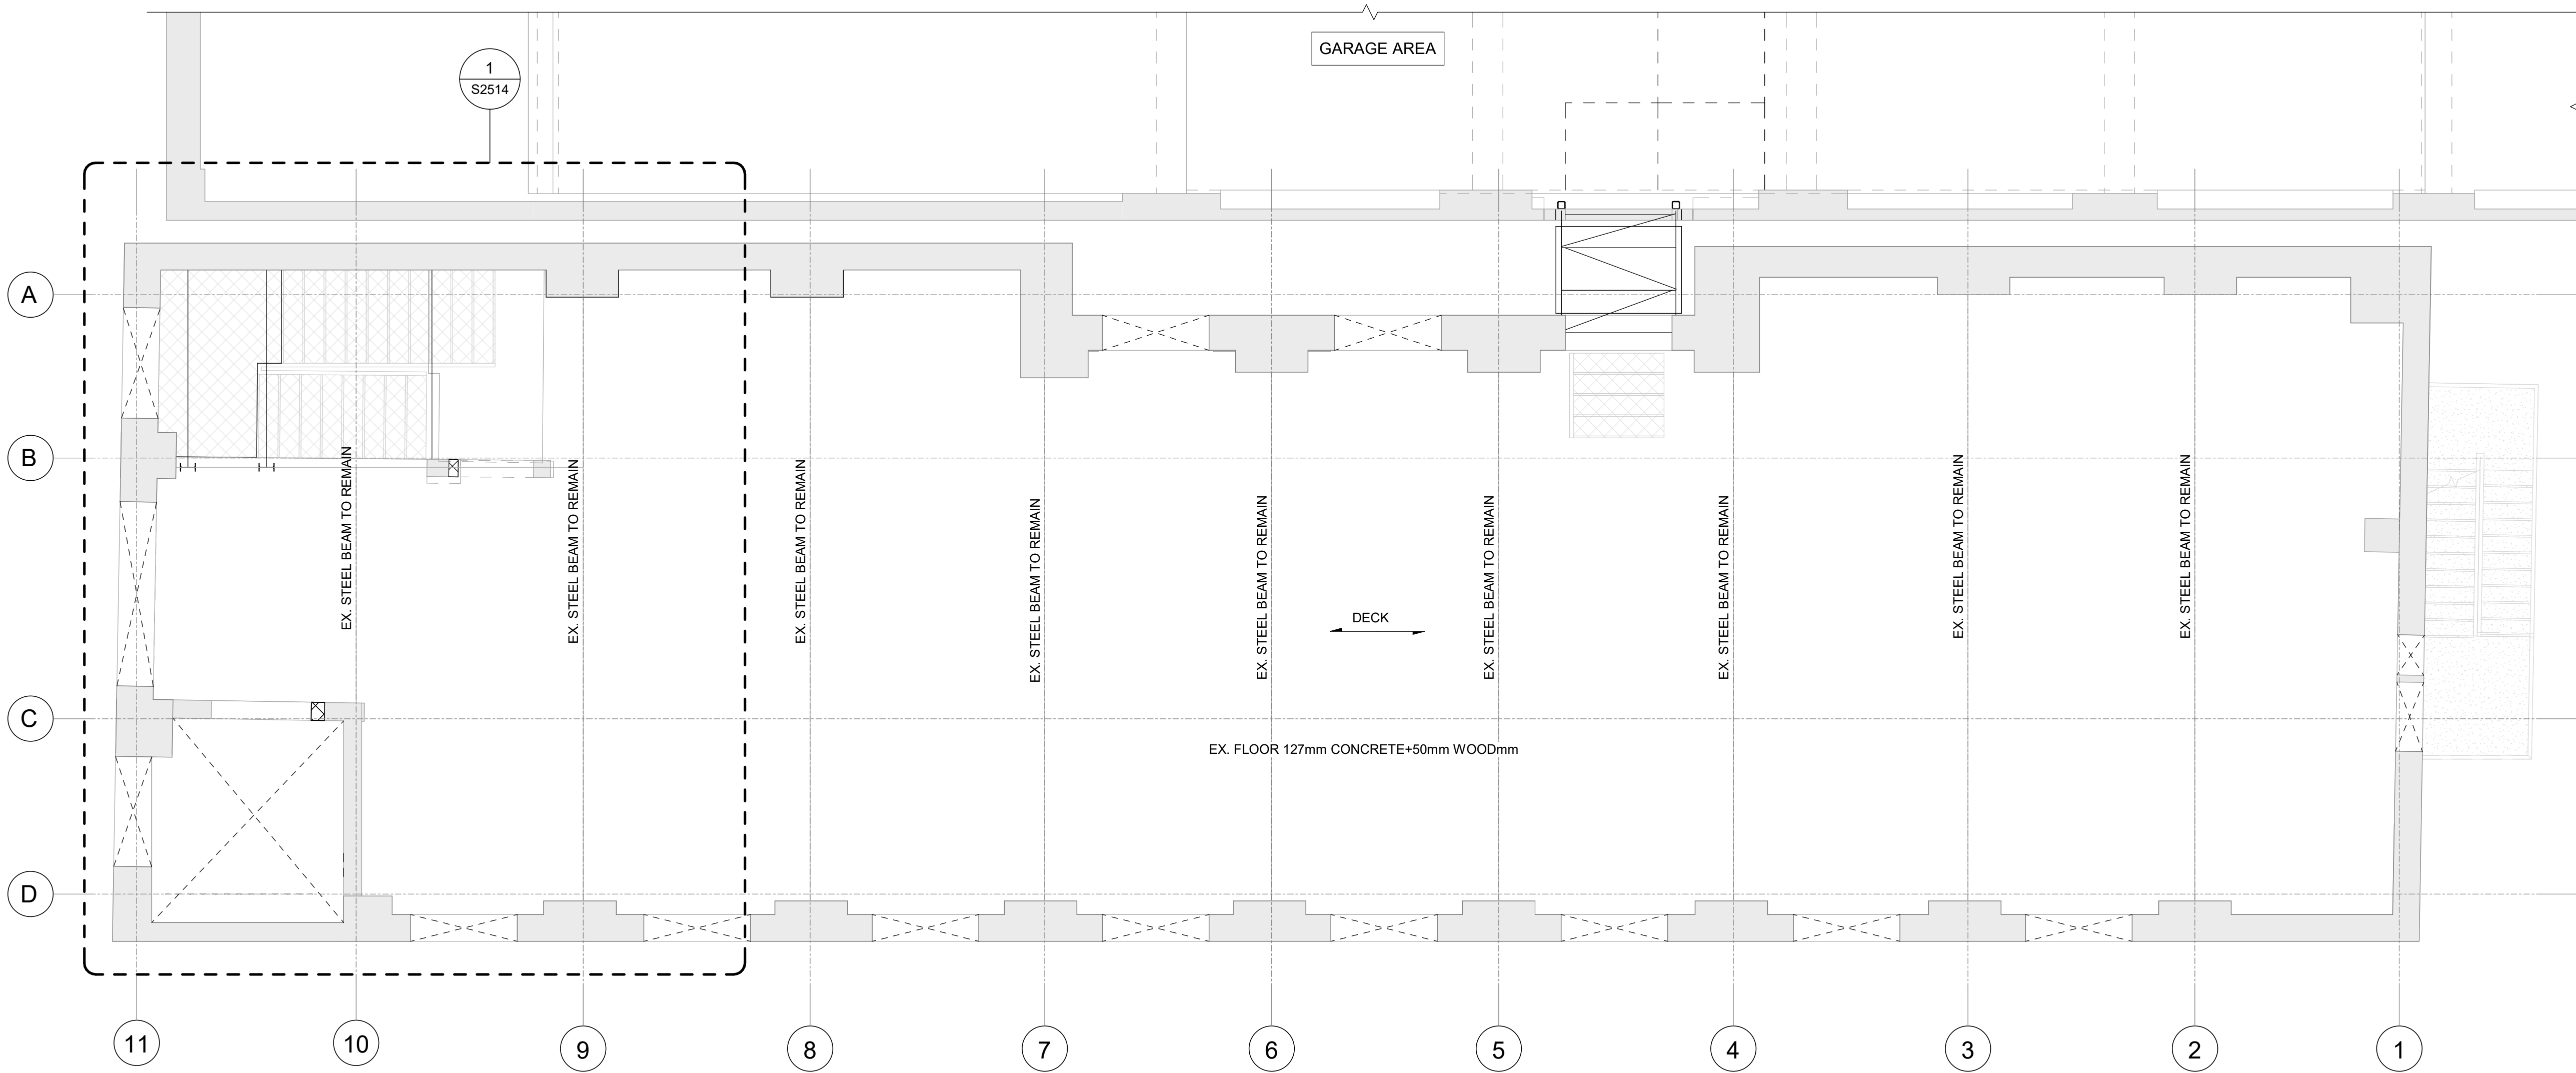 GARAGE AREA
1
S2514
A
B
C
D
EX. STEEL BEAM TO REMAIN
EX. STEEL BEAM TO REMAIN
EX. STEEL BEAM TO REMAIN
EX. STEEL BEAM TO REMAIN
EX. STEEL BEAM TO REMAIN
EX. STEEL BEAM TO REMAIN
EX. STEEL BEAM TO REMAIN
EX. STEEL BEAM TO REMAIN
EX. STEEL BEAM TO REMAIN
DECK
EX. FLOOR 127mm CONCRETE+50mm WOODmm
11
10
9
8
7
6
5
4
3
2
1